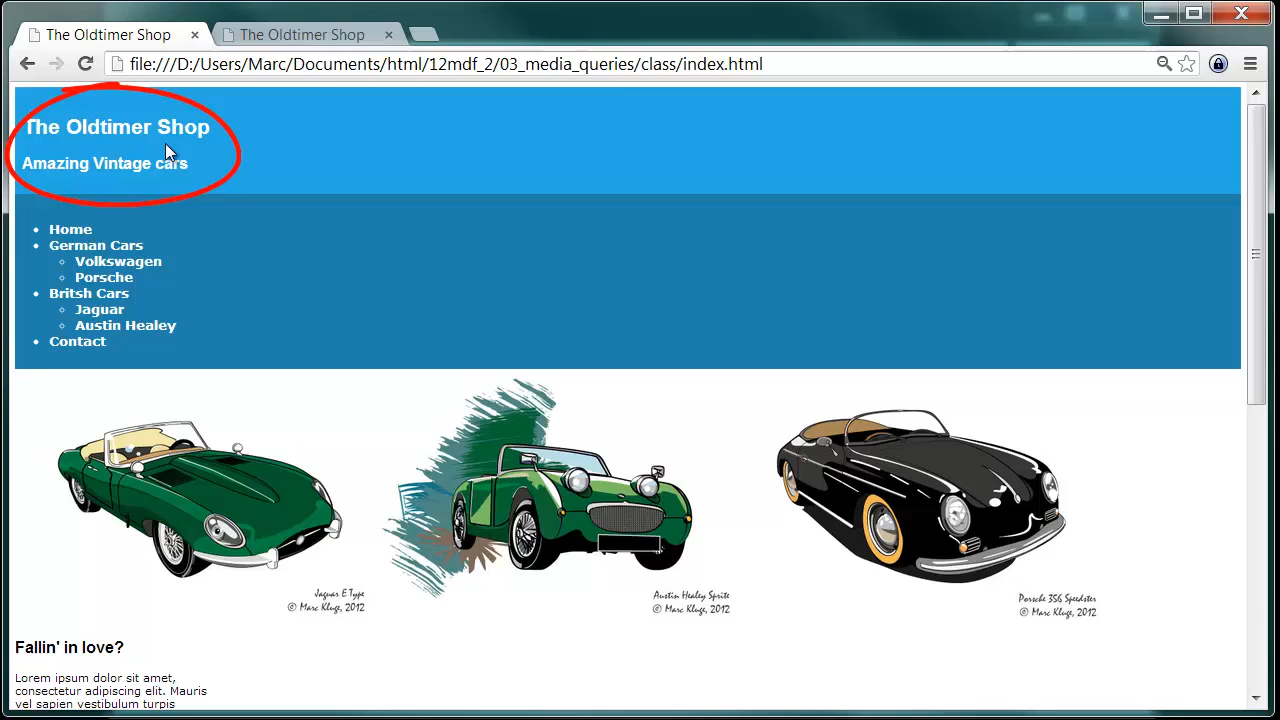 The Oldtimer Shop
The Oldtimer Shop
file:///D:/Users/Marc/Documents/html/12mdf_2/03_media_queries/class/index.html
The Oldtimer Shop
Amazing Vintage cars
Home
German Cars
Volkswagen
Porsche
Britsh Cars
Jaguar
Austin Healey
Contact
Jaguar E Type
© Marc Kluge, 2012
Austin Healey Sprite
© Marc Kluge, 2012
Porsche 356 Speedster
© Marc Kluge, 2012
Fallin' in love?
Lorem ipsum dolor sit amet,
consectetur adipiscing elit. Mauris
vel sapien vestibulum turpis